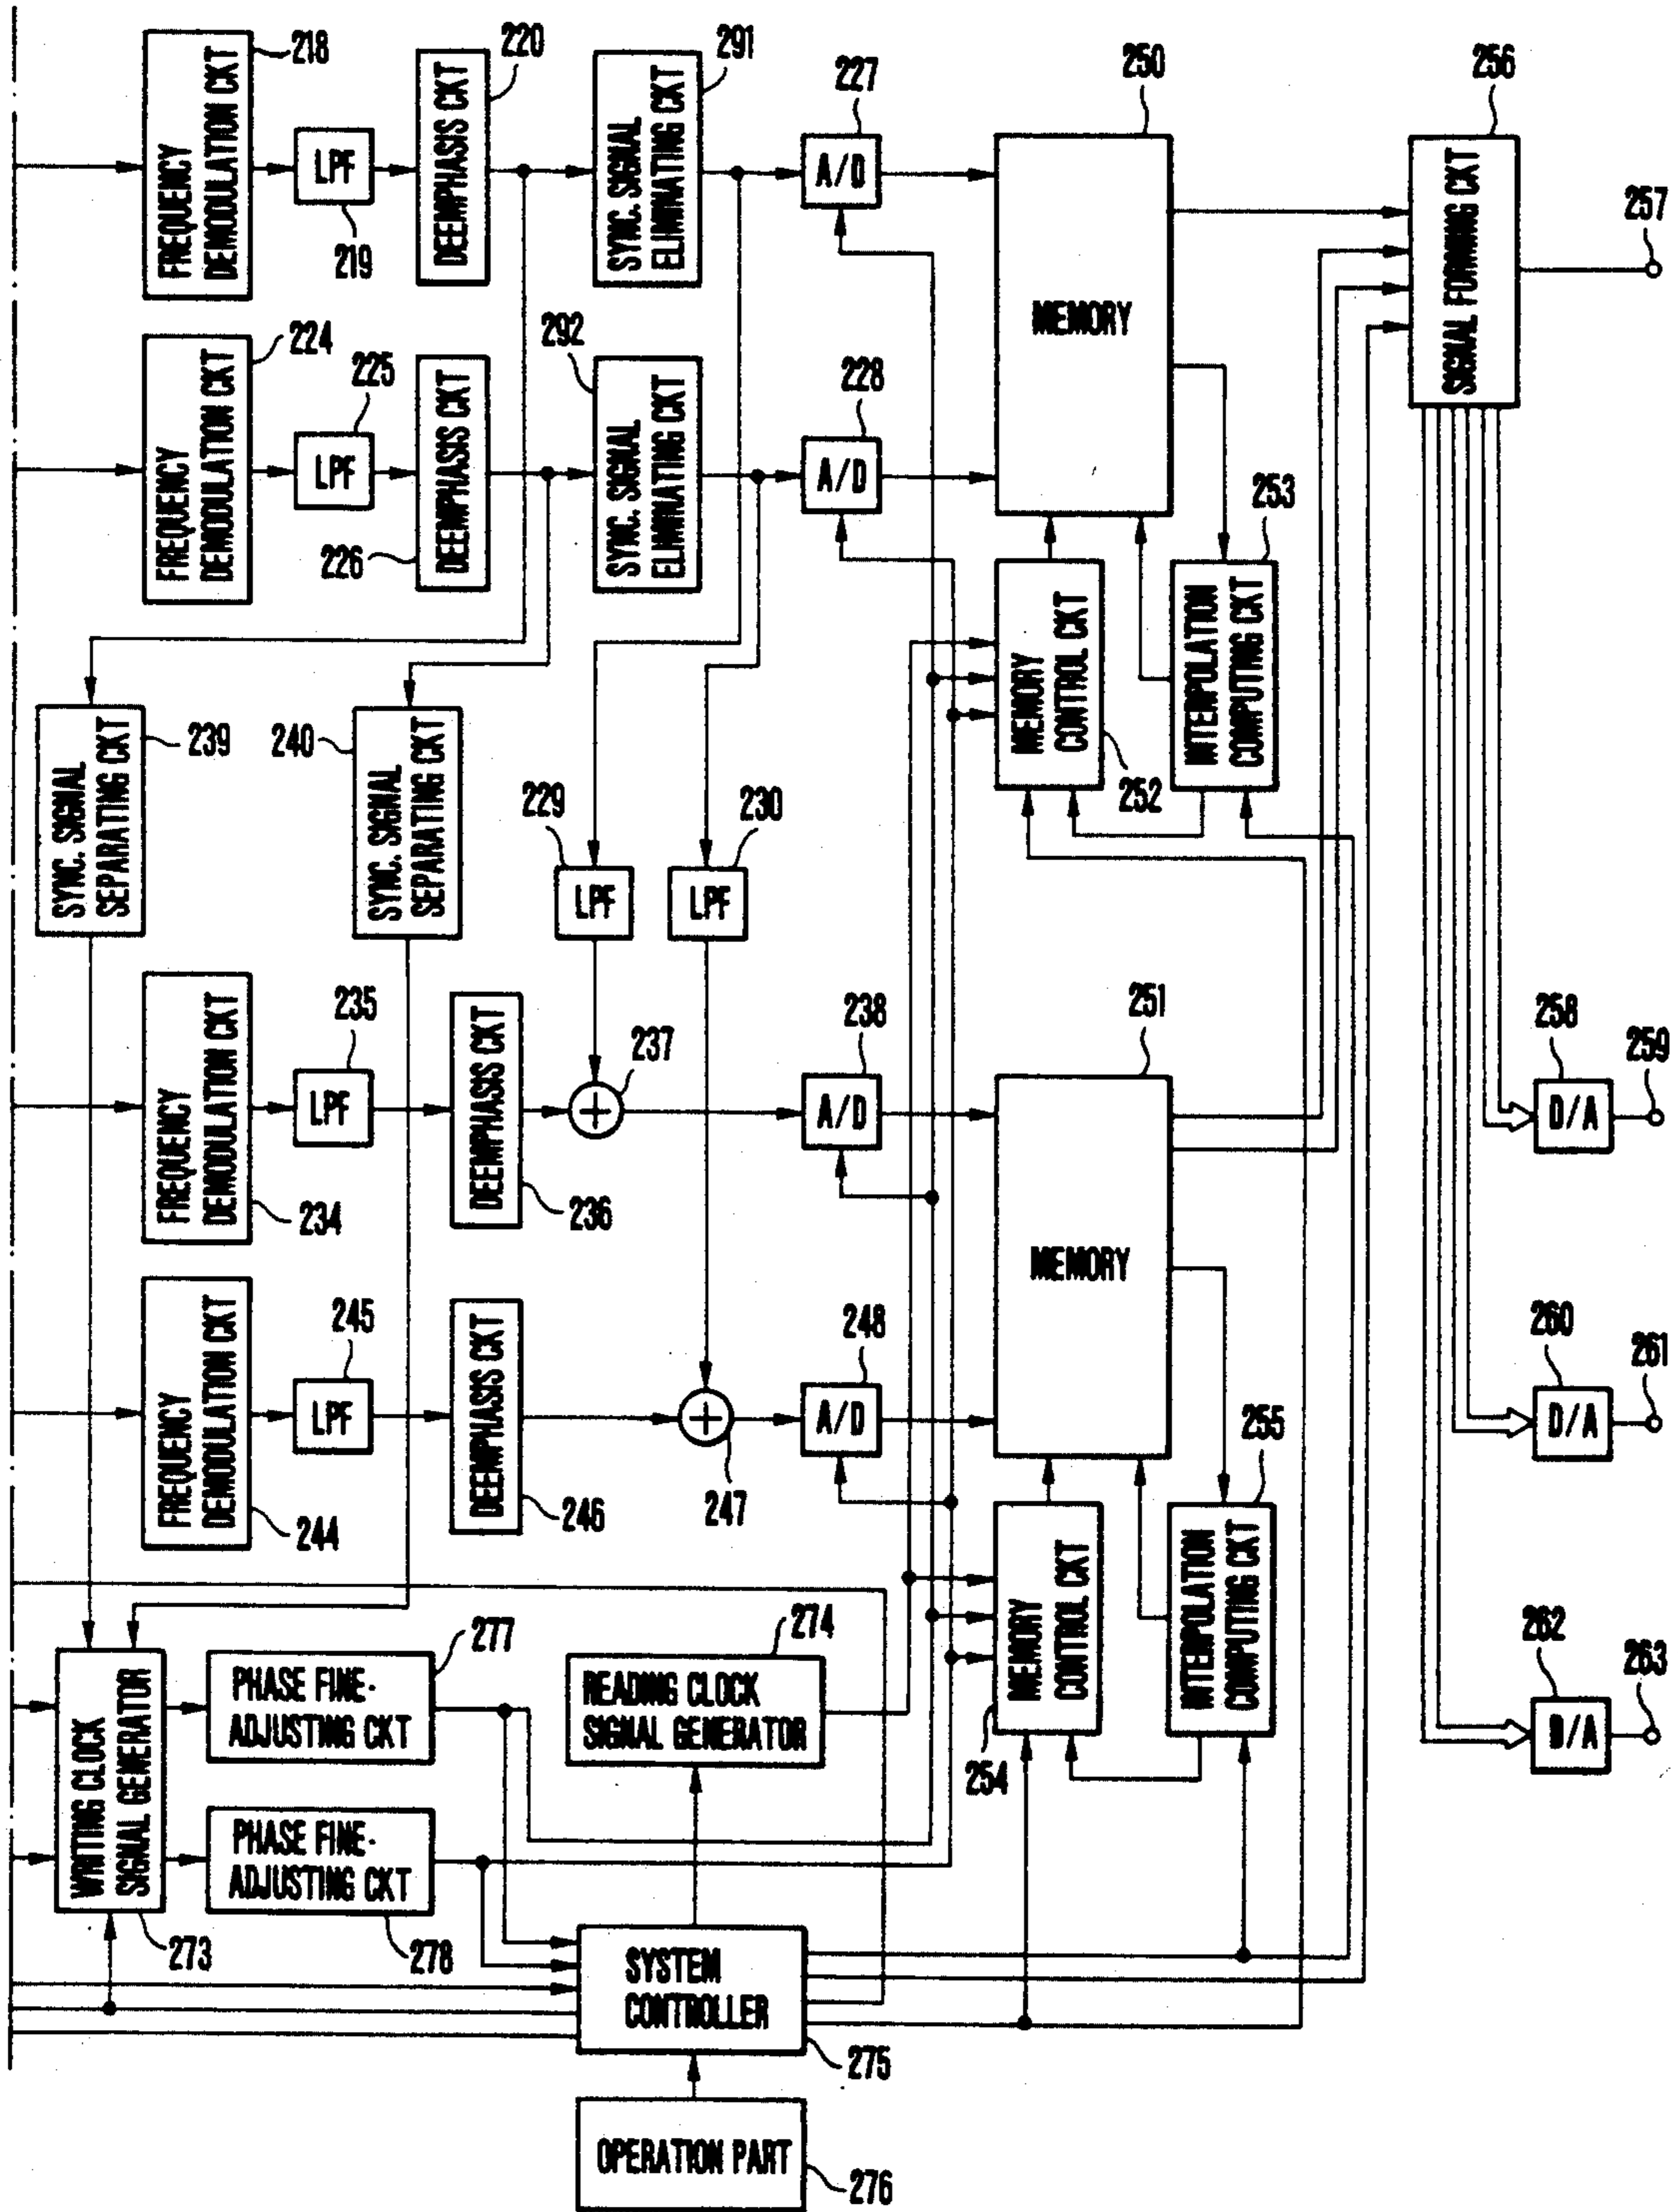 FREQUENCY
DEMODULATION CKT
218
LPF
219
DEEMPHASIS CKT
220
SYNC. SIGNAL
ELIMINATING CKT
291
A/D
227
MEMORY
250
SIGNAL FORMING CKT
256
257
FREQUENCY
DEMODULATION CKT
224
LPF
225
DEEMPHASIS CKT
226
SYNC. SIGNAL
ELIMINATING CKT
292
A/D
228
MEMORY
CONTROL CKT
252
INTERPOLATION
COMPUTING CKT
253
SYNC. SIGNAL
SEPARATING CKT
239
SYNC. SIGNAL
SEPARATING CKT
240
LPF
229
LPF
230
FREQUENCY
DEMODULATION CKT
234
LPF
235
DEEMPHASIS CKT
236
+
237
A/D
238
MEMORY
251
D/A
258
259
FREQUENCY
DEMODULATION CKT
244
LPF
245
DEEMPHASIS CKT
246
+
247
A/D
248
MEMORY
CONTROL CKT
254
INTERPOLATION
COMPUTING CKT
255
D/A
260
261
D/A
262
263
WRITING CLOCK
SIGNAL GENERATOR
273
PHASE FINE-
ADJUSTING CKT
277
PHASE FINE-
ADJUSTING CKT
278
READING CLOCK
SIGNAL GENERATOR
274
SYSTEM
CONTROLLER
275
OPERATION PART
276